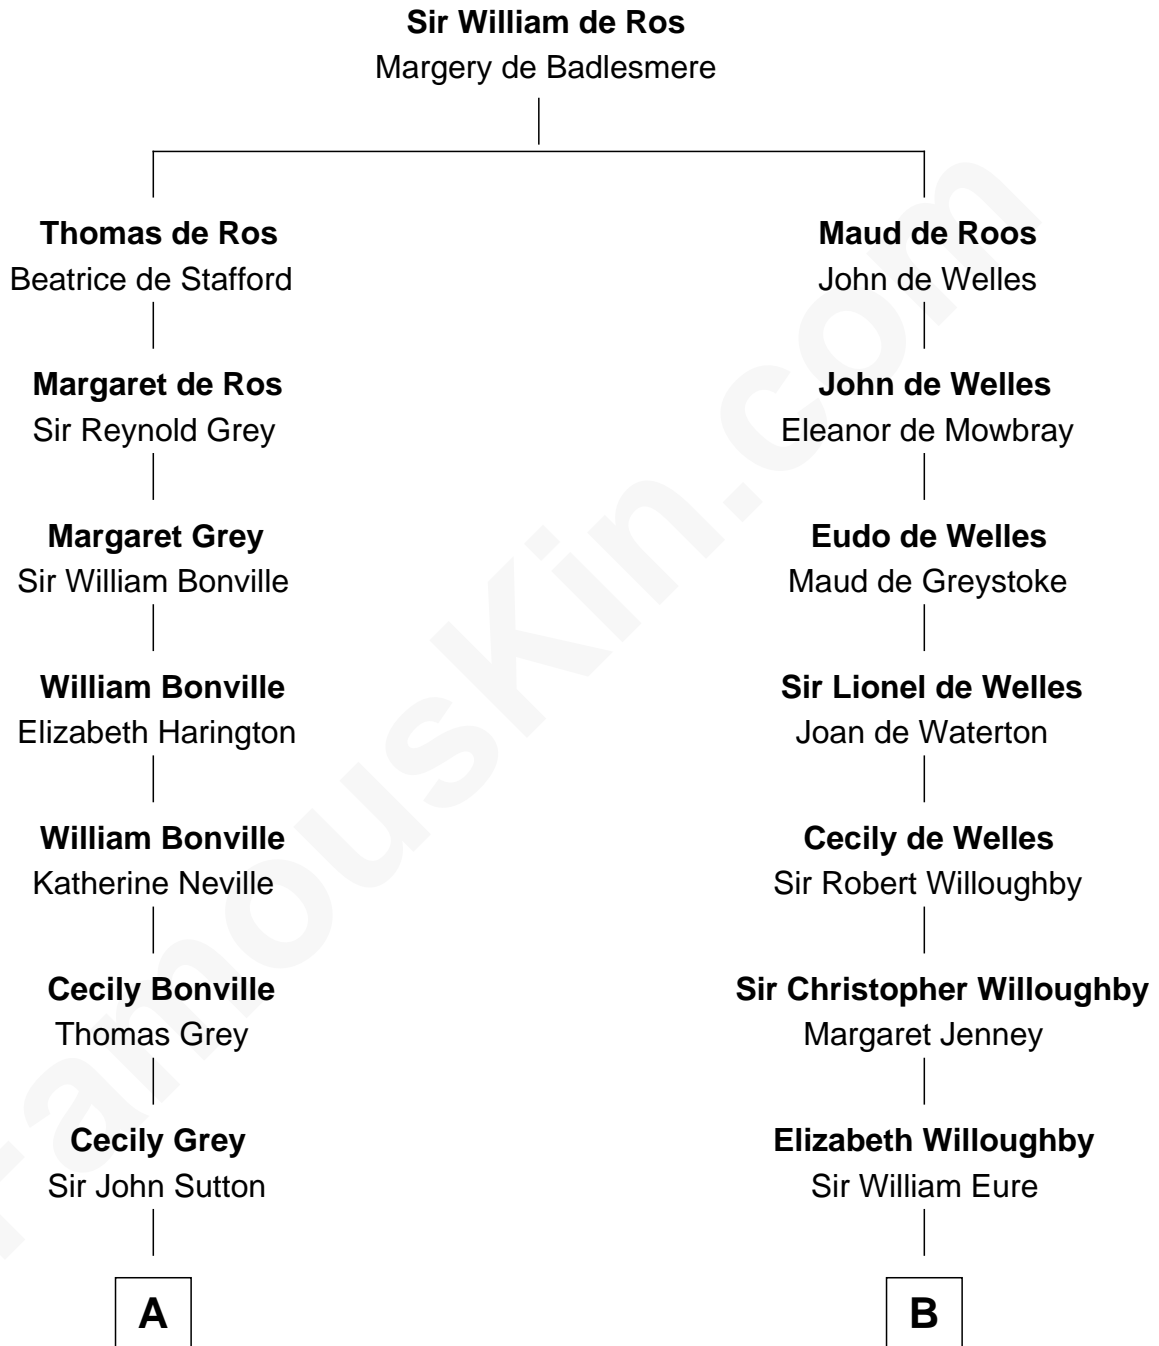 Sir William de Ros
Margery de Badlesmere
Thomas de Ros
Beatrice de Stafford
Maud de Roos
John de Welles
Margaret de Ros
Sir Reynold Grey
John de Welles
Eleanor de Mowbray
Margaret Grey
Sir William Bonville
Eudo de Welles
Maud de Greystoke
William Bonville
Elizabeth Harington
Sir Lionel de Welles
Joan de Waterton
William Bonville
Katherine Neville
Cecily de Welles
Sir Robert Willoughby
Cecily Bonville
Thomas Grey
Sir Christopher Willoughby
Margaret Jenney
Cecily Grey
Sir John Sutton
Elizabeth Willoughby
Sir William Eure
A
B
FamousKin.com